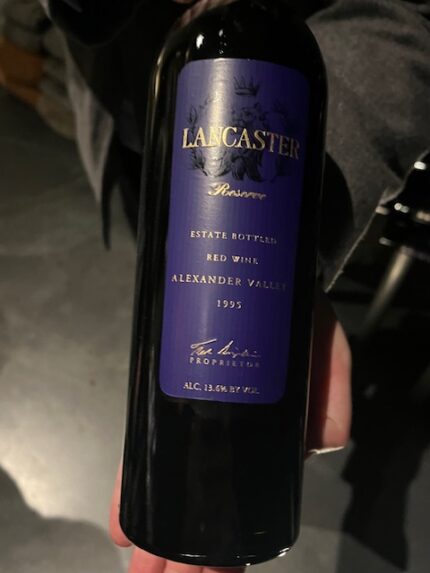 LANCASTER
Reserve
ESTATE BOTTLED
RED WINE
ALEXANDER VALLEY
1995
PROPRIETOR
ALC. 13.6% BY VOL.